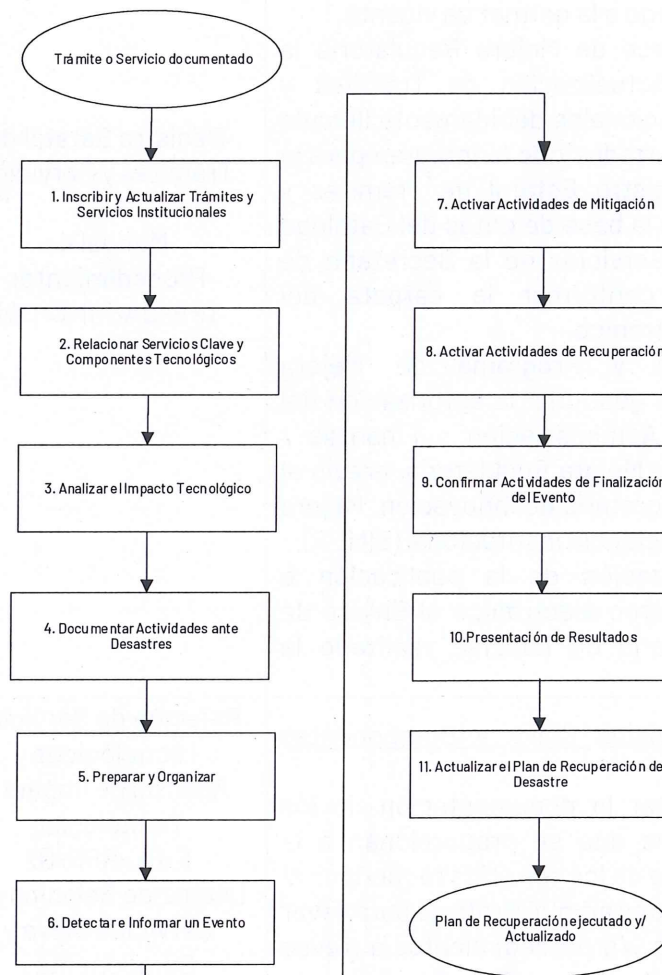 Trámite o Servicio documentado
1. Inscribir y Actualizar Trámites y
Servicios Institucionales
2. Relacionar Servicios Clave y
Componentes Tecnológicos
3. Analizar el Impacto Tecnológico
4. Documentar Actividades ante
Desastres
5. Preparar y Organizar
6. Detectar e Informar un Evento
7. Activar Actividades de Mitigación
8. Activar Actividades de Recuperación
9. Confirmar Actividades de Finalización
del Evento
10. Presentación de Resultados
11. Actualizar el Plan de Recuperación de
Desastre
Plan de Recuperación ejecutado y/
Actualizado